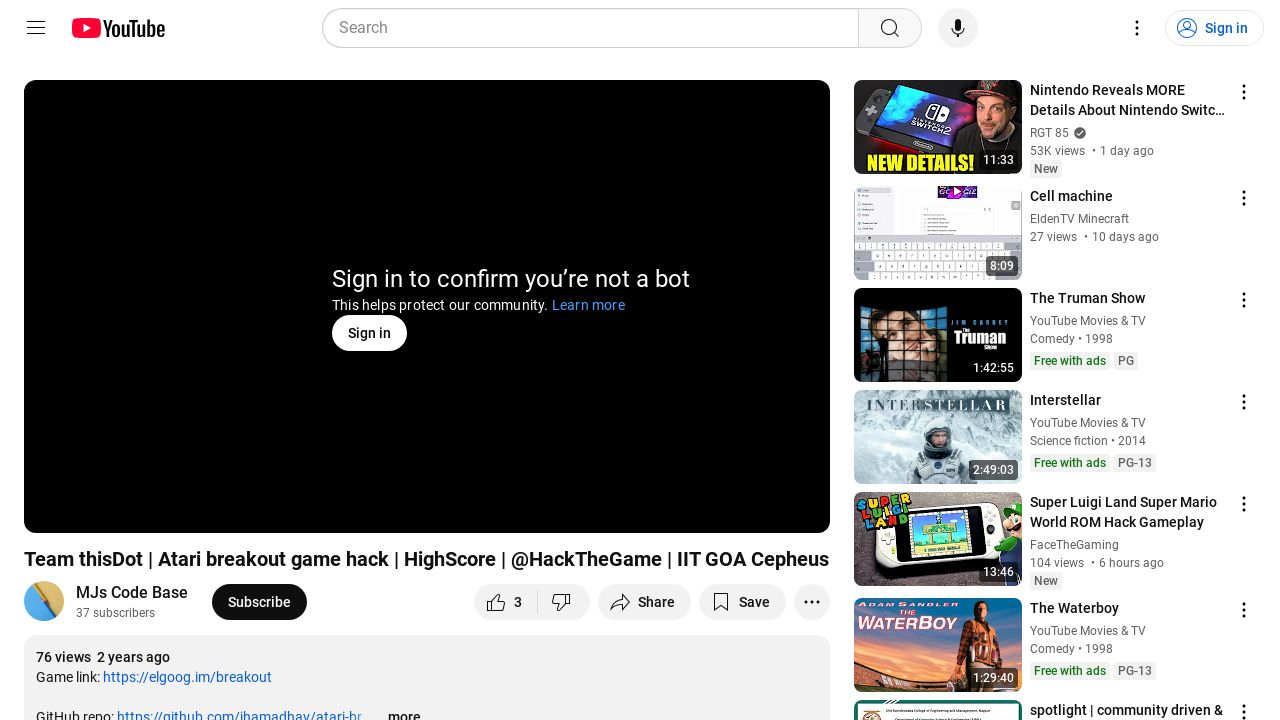 YouTube
Search
Sign in
Sign in to confirm you’re not a bot
This helps protect our community. Learn more
Sign in
Team thisDot | Atari breakout game hack | HighScore | @HackTheGame | IIT GOA Cepheus
MJs Code Base
37 subscribers
Subscribe
3
Share
Save
76 views 2 years ago
Game link: https://elgoog.im/breakout
GitHub repo: https://github.com/jhamadhav/atari-br
...more
NINTENDO
SWITCH 2
NEW DETAILS!
11:33
Nintendo Reveals MORE
Details About Nintendo Switc…
RGT 85
53K views • 1 day ago
New
8:09
Cell machine
EldenTV Minecraft
27 views • 10 days ago
JIM CARREY
The
Truman
Show
1:42:55
The Truman Show
YouTube Movies & TV
Comedy • 1998
Free with ads
PG
INTERSTELLAR
2:49:03
Interstellar
YouTube Movies & TV
Science fiction • 2014
Free with ads
PG-13
SUPER
LUIGI
LAND
13:46
Super Luigi Land Super Mario
World ROM Hack Gameplay
FaceTheGaming
104 views • 6 hours ago
New
ADAM SANDLER
THE
WATERBOY
1:29:40
The Waterboy
YouTube Movies & TV
Comedy • 1998
Free with ads
PG-13
spotlight | community driven &